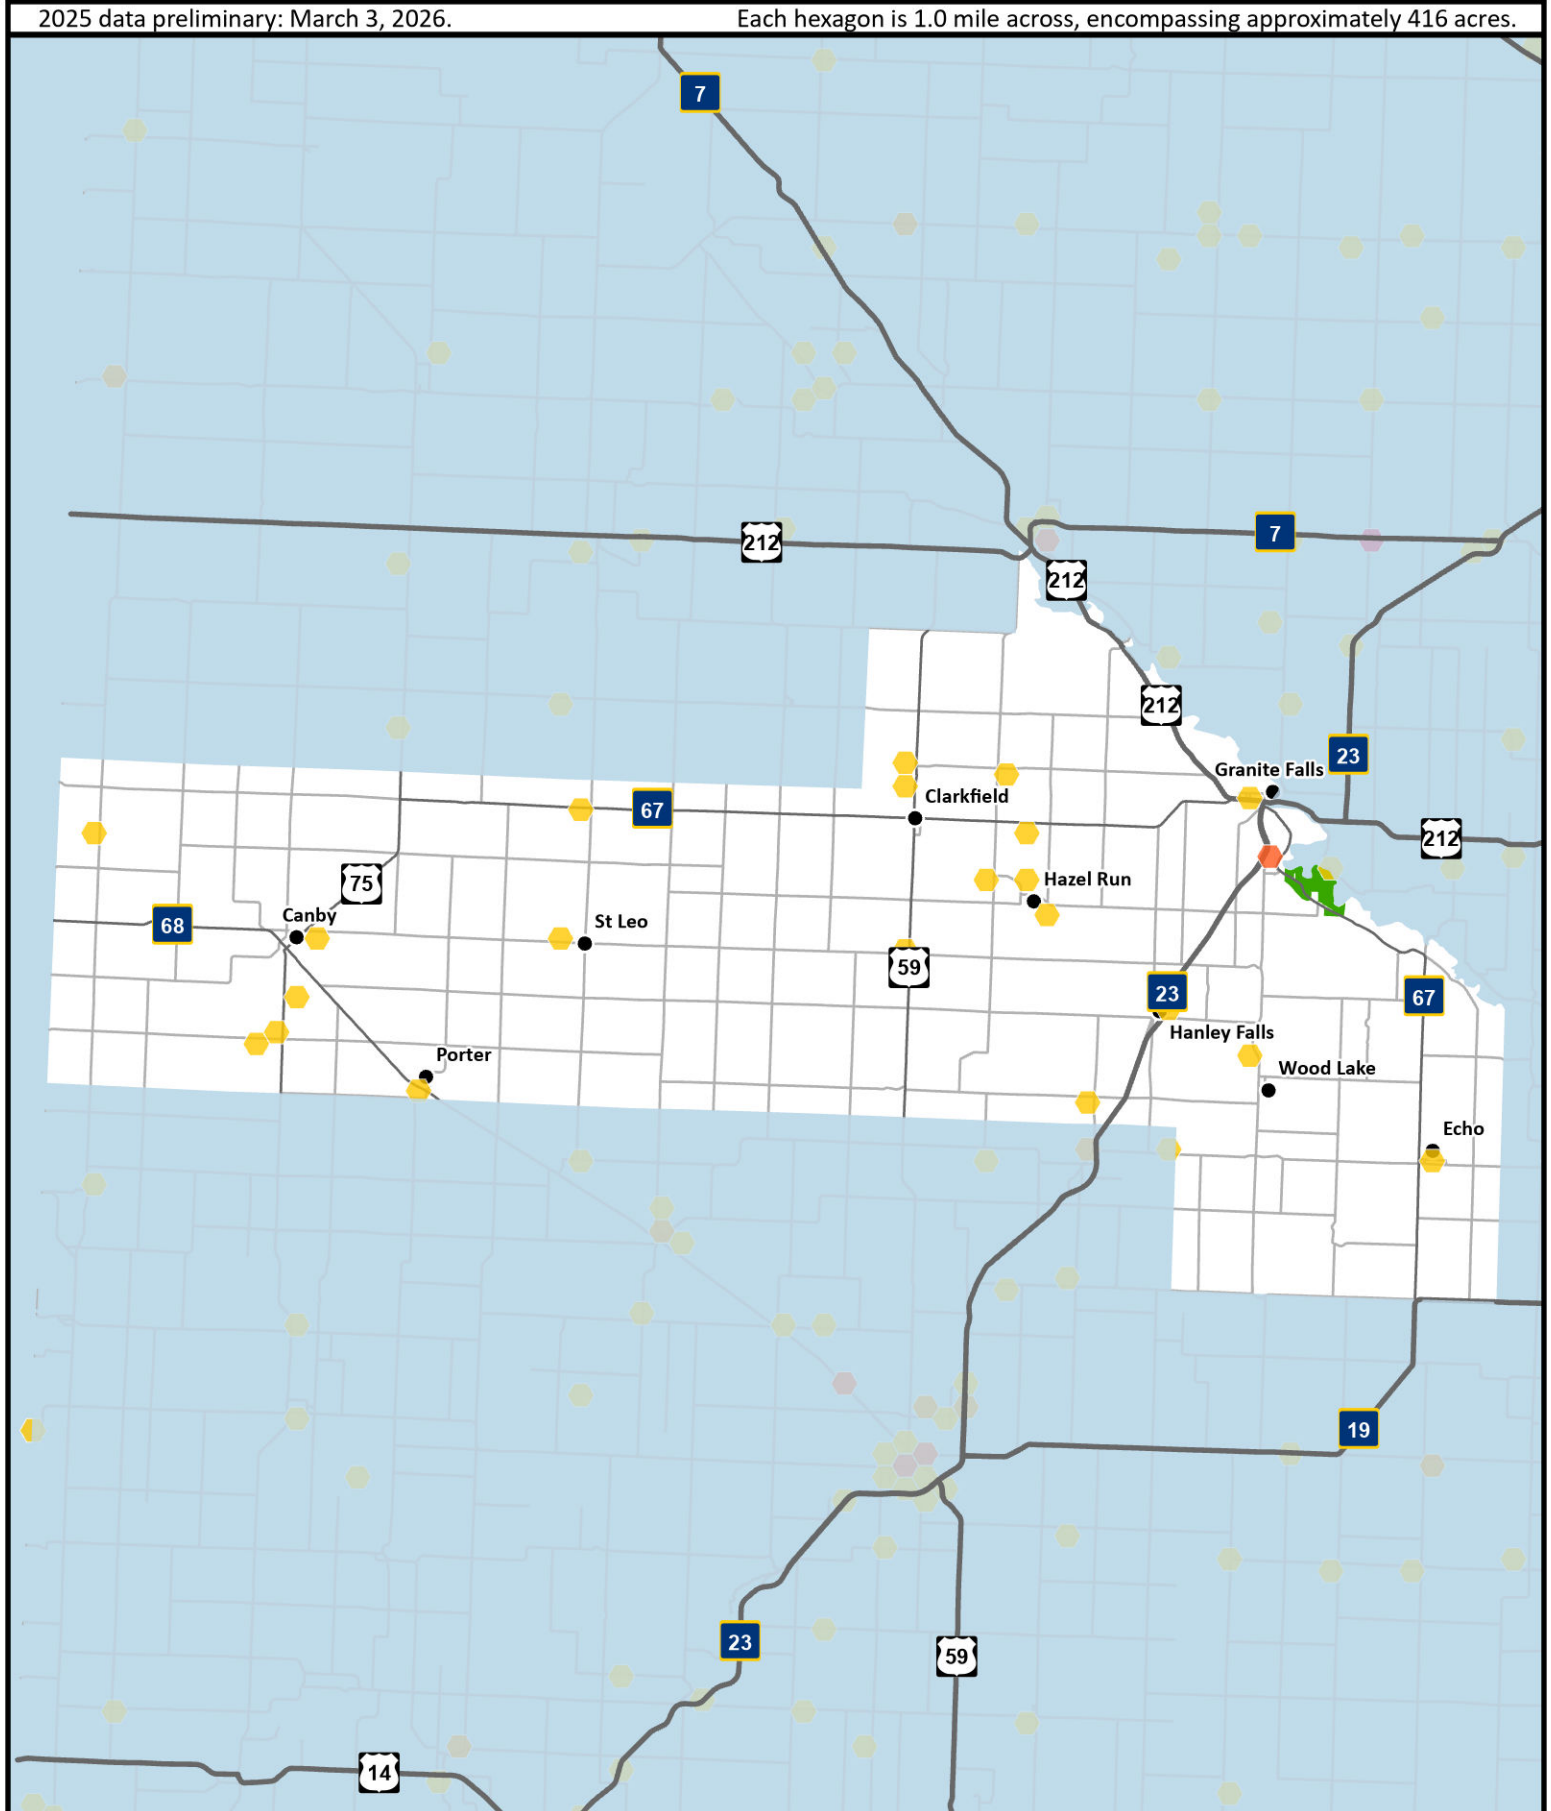 2025 data preliminary: March 3, 2026.
Each hexagon is 1.0 mile across, encompassing approximately 416 acres.
7
212
7
212
212
23
Granite Falls
Clarkfield
67
212
75
Hazel Run
68
Canby
St Leo
59
23
67
Hanley Falls
Porter
Wood Lake
Echo
19
23
59
14